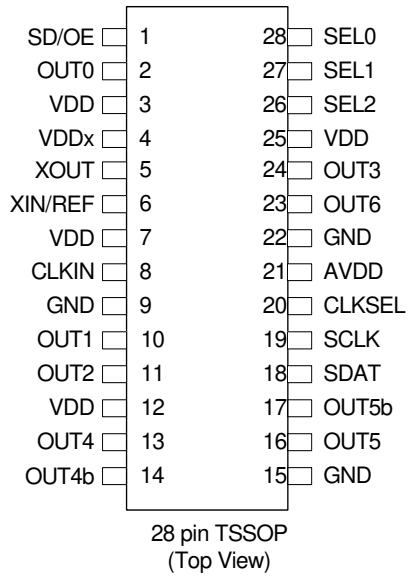 SD/OE 1 28 SEL0
OUT0 2 27 SEL1
VDD 3 26 SEL2
VDDx 4 25 VDD
XOUT 5 24 OUT3
XIN/REF 6 23 OUT6
VDD 7 22 GND
CLKIN 8 21 AVDD
GND 9 20 CLKSEL
OUT1 10 19 SCLK
OUT2 11 18 SDAT
VDD 12 17 OUT5b
OUT4 13 16 OUT5
OUT4b 14 15 GND
28 pin TSSOP
(Top View)